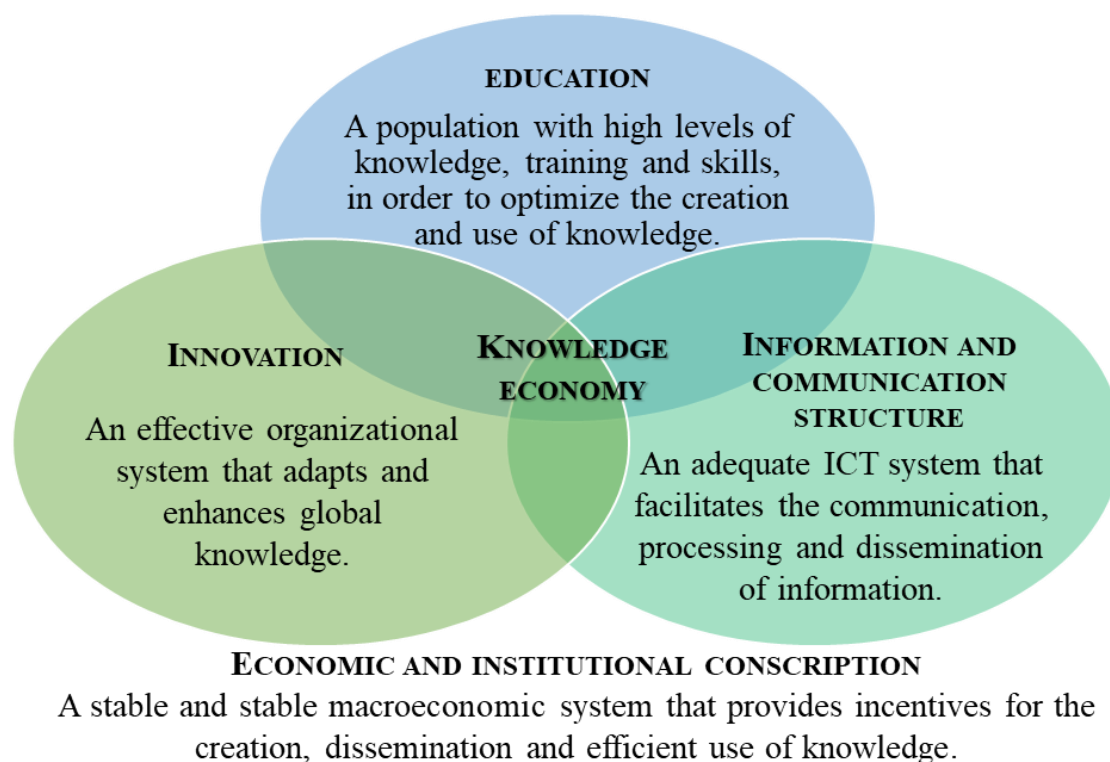 EDUCATION
A population with high levels of
knowledge, training and skills,
in order to optimize the creation
and use of knowledge.
INNOVATION
An effective organizational
system that adapts and
enhances global
knowledge.
KNOWLEDGE
ECONOMY
INFORMATION AND
COMMUNICATION
STRUCTURE
An adequate ICT system that
facilitates the communication,
processing and dissemination
of information.
ECONOMIC AND INSTITUTIONAL CONSCRIPTION
A stable and stable macroeconomic system that provides incentives for the
creation, dissemination and efficient use of knowledge.